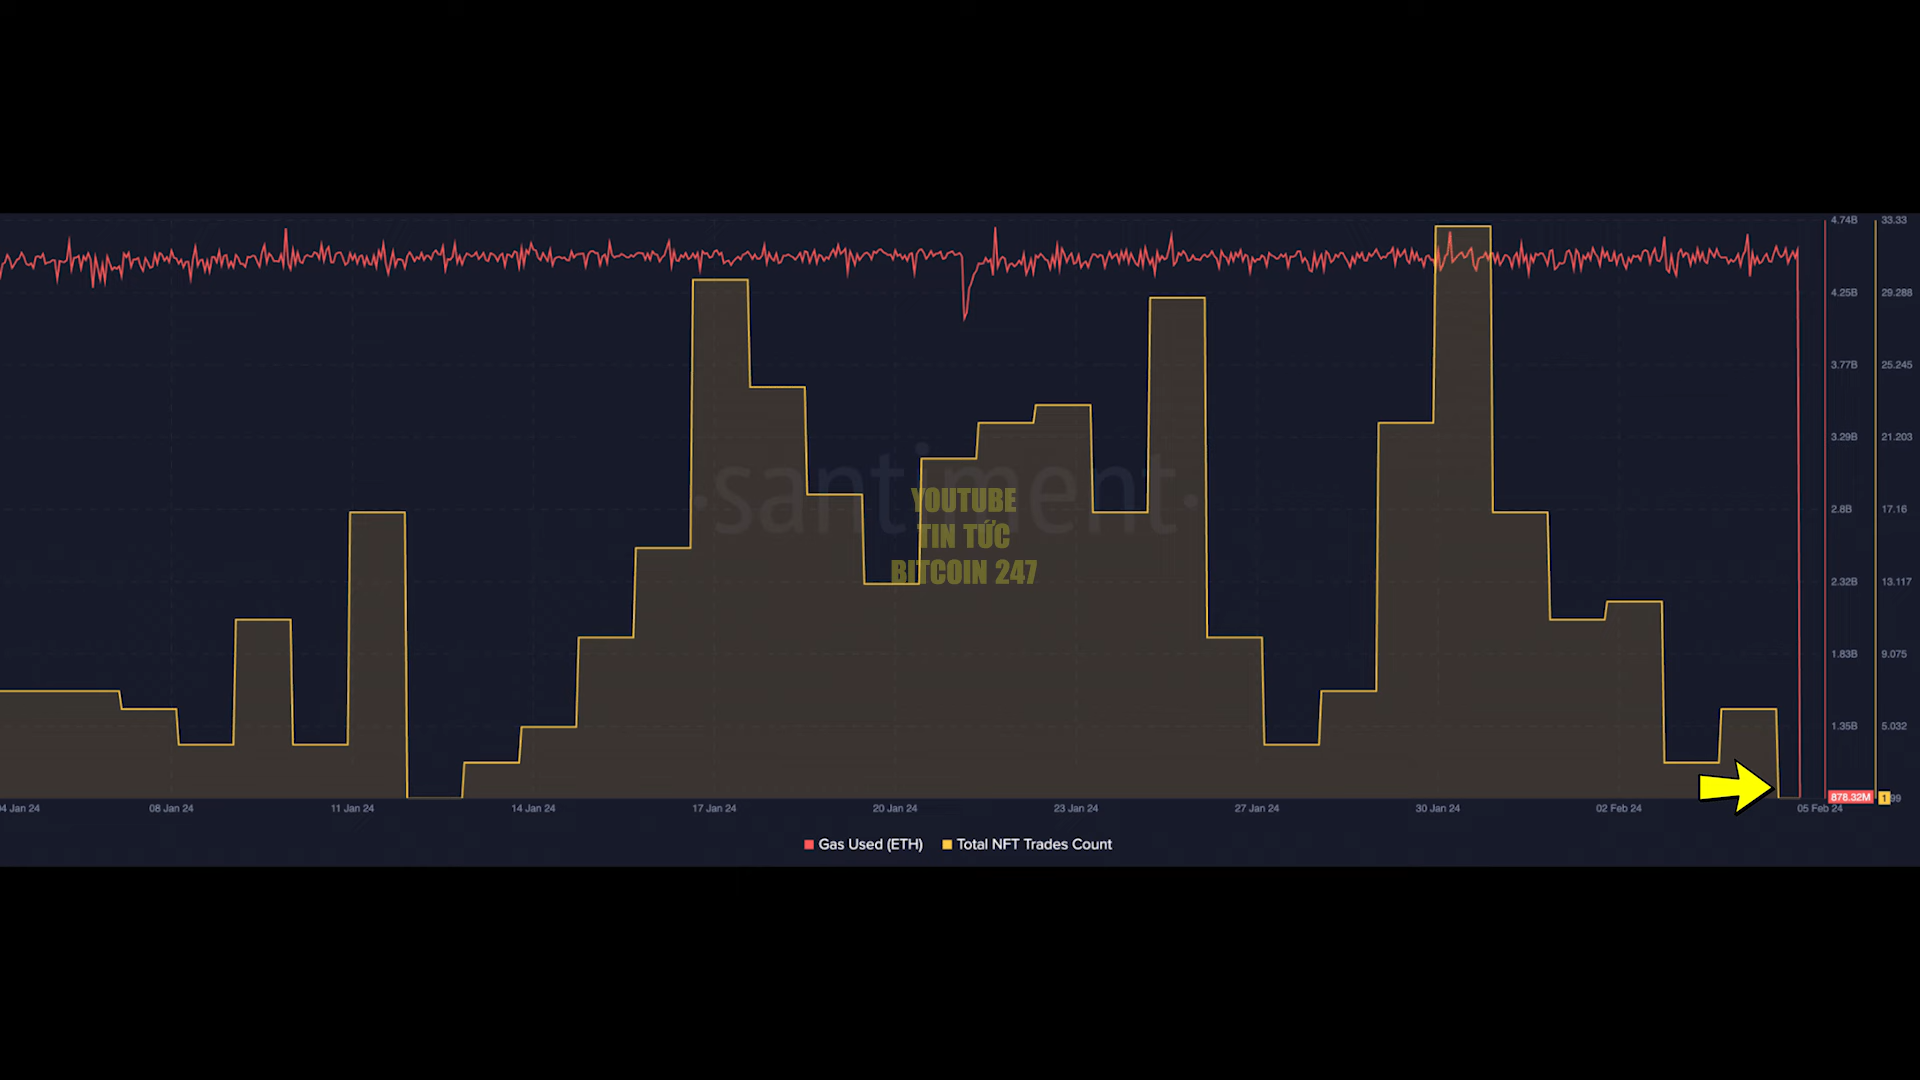 4.74B 33.33
4.25B 29.288
3.77B 25.245
3.29B 21.203
·santiment·
YOUTUBE
TIN TỨC
BITCOIN 247
2.8B 17.16
2.32B 13.117
1.83B 9.075
1.35B 5.032
878.32M 1
04 Jan 24 08 Jan 24 11 Jan 24 14 Jan 24 17 Jan 24 20 Jan 24 23 Jan 24 27 Jan 24 30 Jan 24 02 Feb 24 05 Feb 24
Gas Used (ETH) Total NFT Trades Count